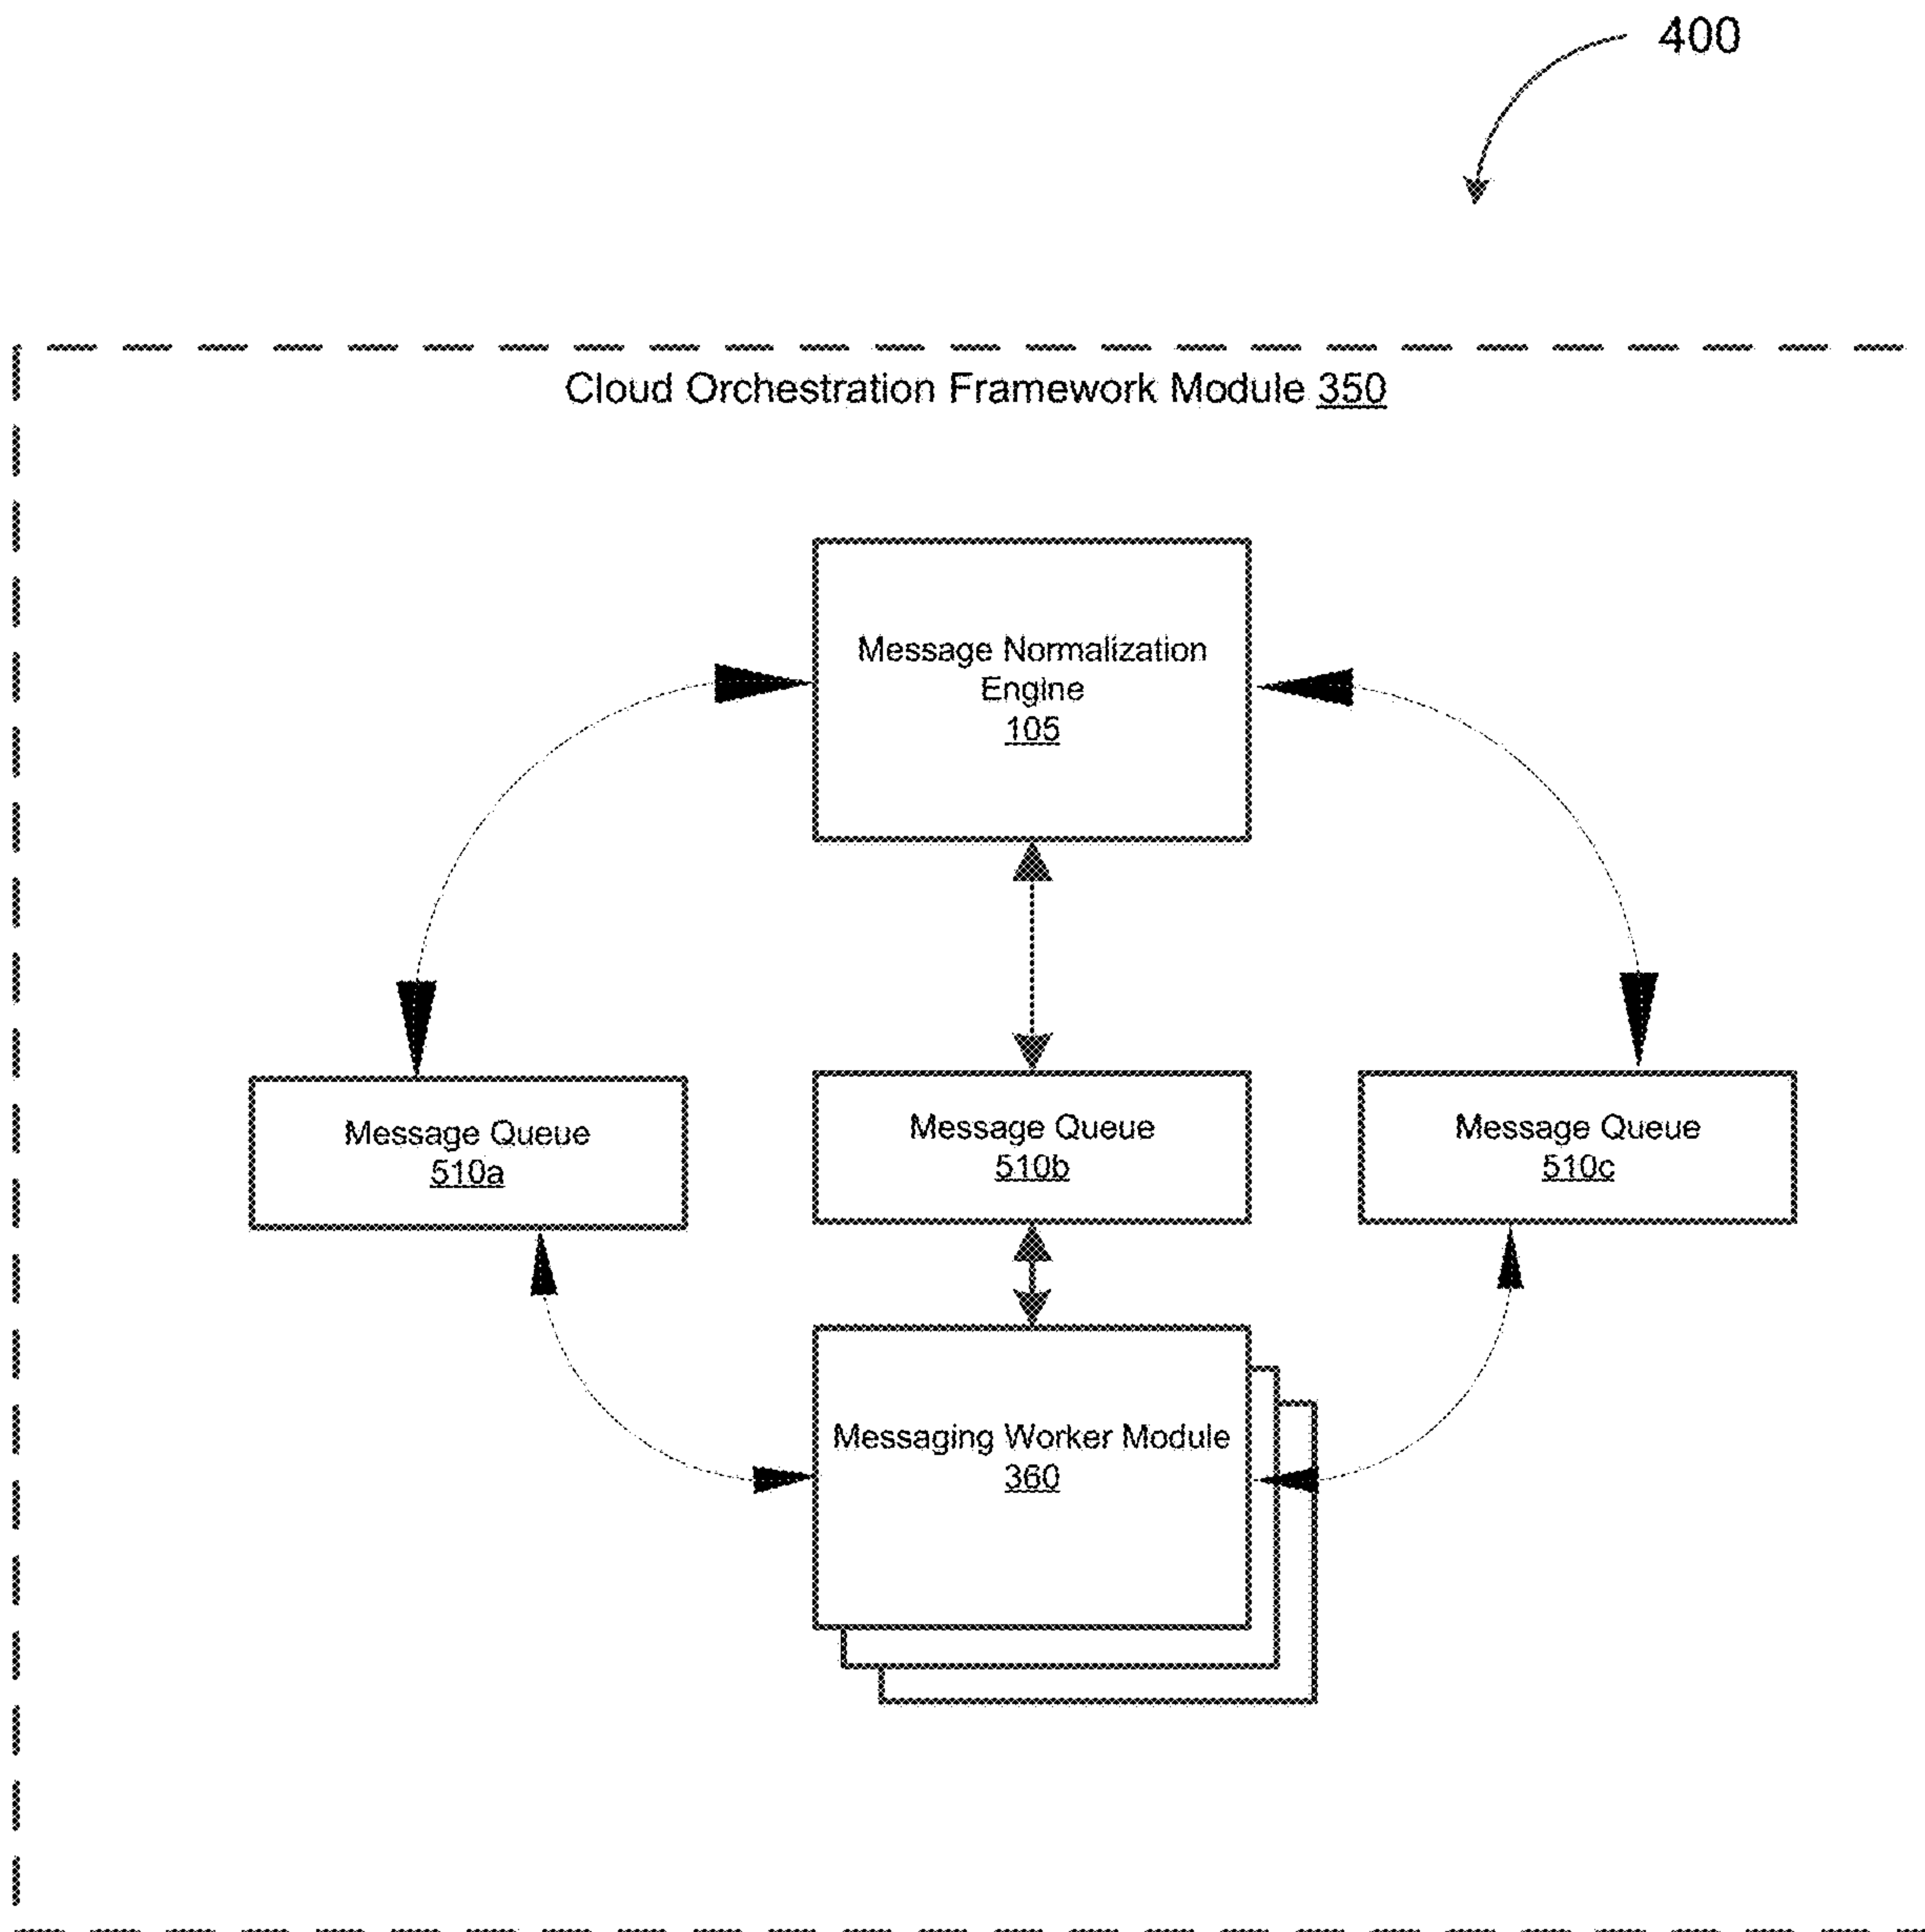 400
Cloud Orchestration Framework Module 350
Message Normalization
Engine
105
Message Queue
510a
Message Queue
510b
Message Queue
510c
Messaging Worker Module
360